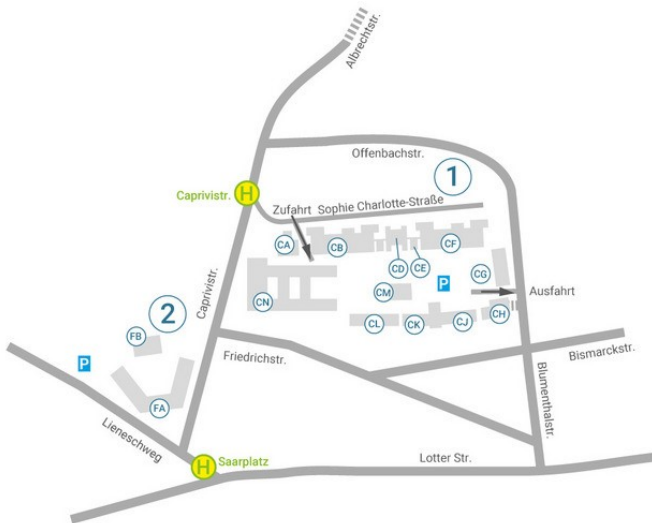 Albrechtstr.
Offenbachstr.
1
Caprivistr.
H
Zufahrt
Sophie Charlotte-Straße
CA
CB
CD
CE
CF
CG
P
CM
CN
Ausfahrt
CL
CK
CJ
CH
Caprivistr.
2
FB
P
FA
Friedrichstr.
Bismarckstr.
Blumenthalstr.
Lieneschweg
H
Saarplatz
Lotter Str.